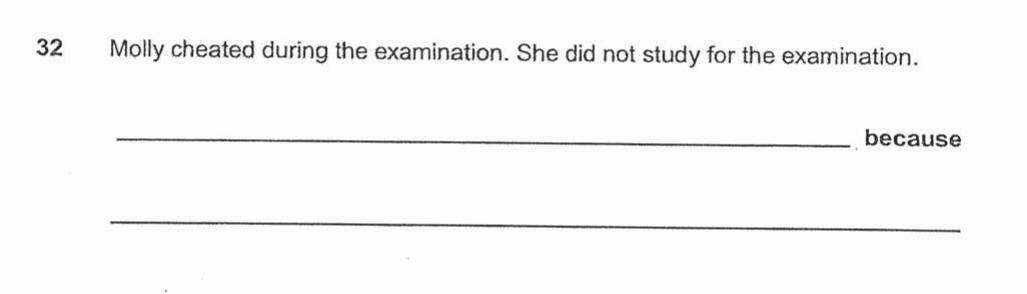 32 Molly cheated during the examination. She did not study for the examination.
because